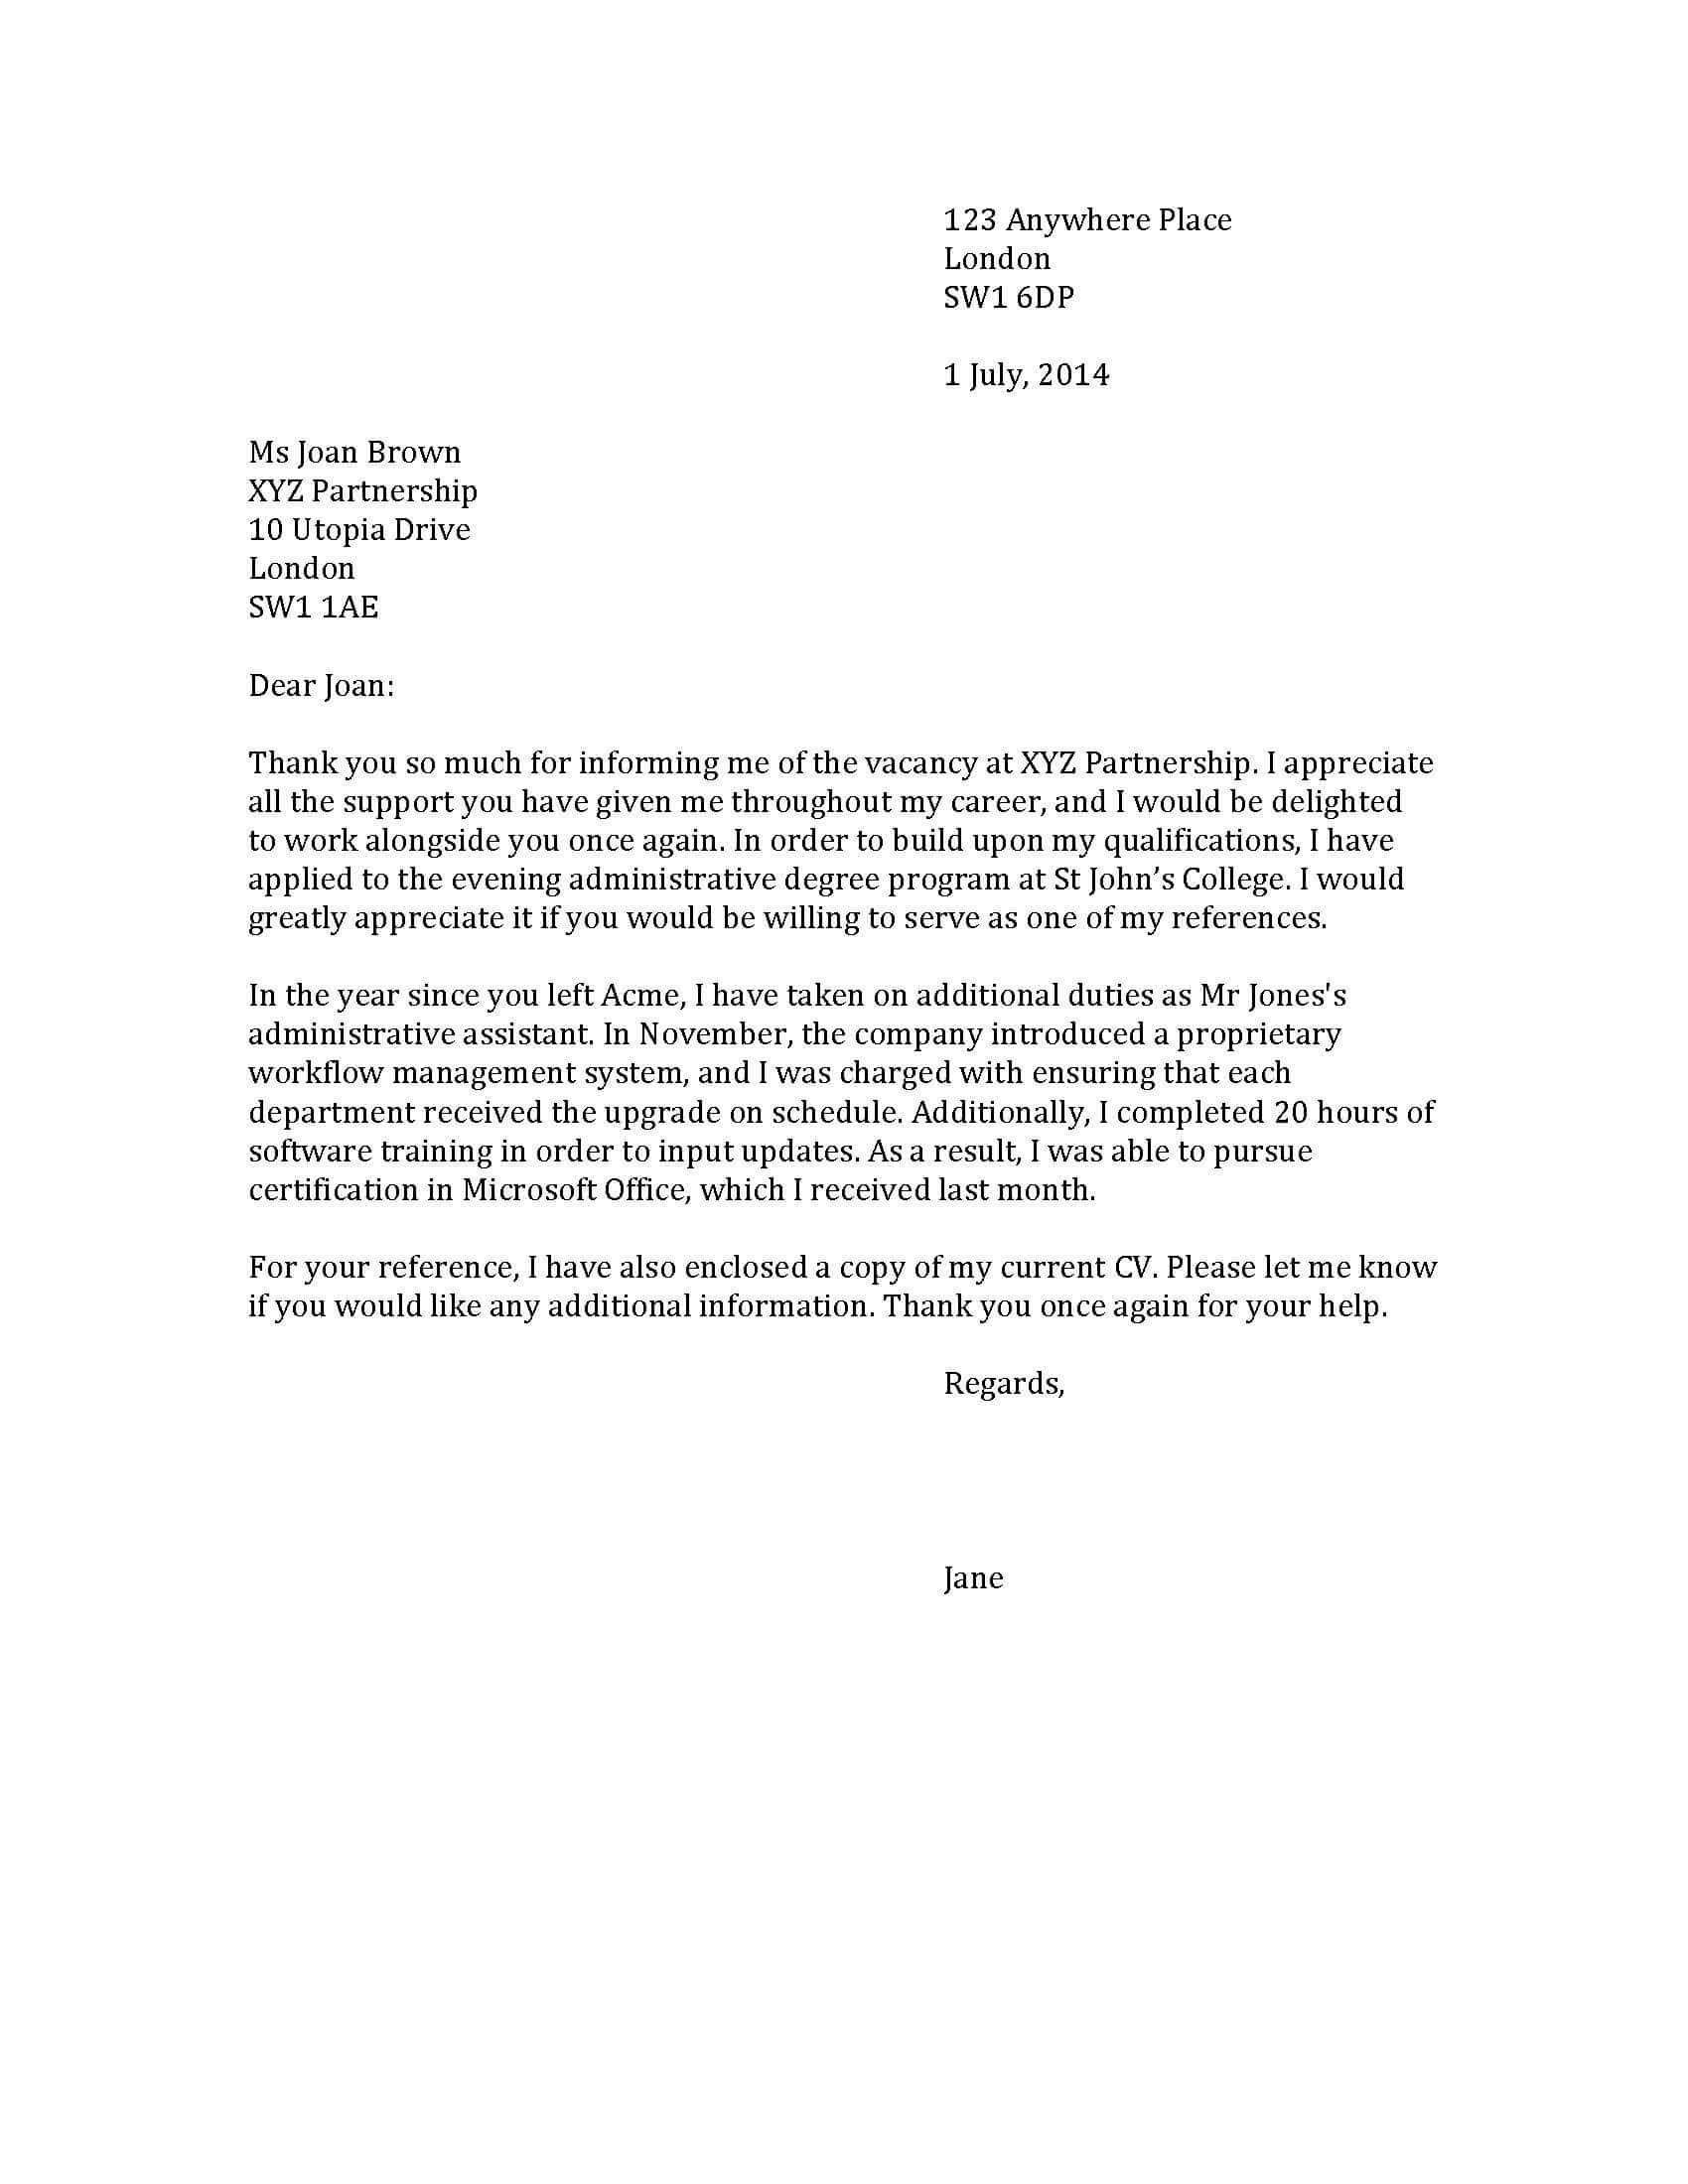 123 Anywhere Place
London
SW1 6DP
1 July, 2014
Ms Joan Brown
XYZ Partnership
10 Utopia Drive
London
SW1 1AE
Dear Joan:
Thank you so much for informing me of the vacancy at XYZ Partnership. I appreciate
all the support you have given me throughout my career, and I would be delighted
to work alongside you once again. In order to build upon my qualifications, I have
applied to the evening administrative degree program at St John’s College. I would
greatly appreciate it if you would be willing to serve as one of my references.
In the year since you left Acme, I have taken on additional duties as Mr Jones's
administrative assistant. In November, the company introduced a proprietary
workflow management system, and I was charged with ensuring that each
department received the upgrade on schedule. Additionally, I completed 20 hours of
software training in order to input updates. As a result, I was able to pursue
certification in Microsoft Office, which I received last month.
For your reference, I have also enclosed a copy of my current CV. Please let me know
if you would like any additional information. Thank you once again for your help.
Regards,
Jane